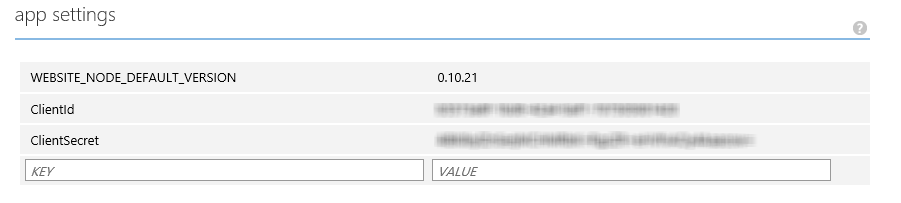 app settings
?
WEBSITE_NODE_DEFAULT_VERSION 0.10.21
ClientId
ClientSecret
KEY VALUE